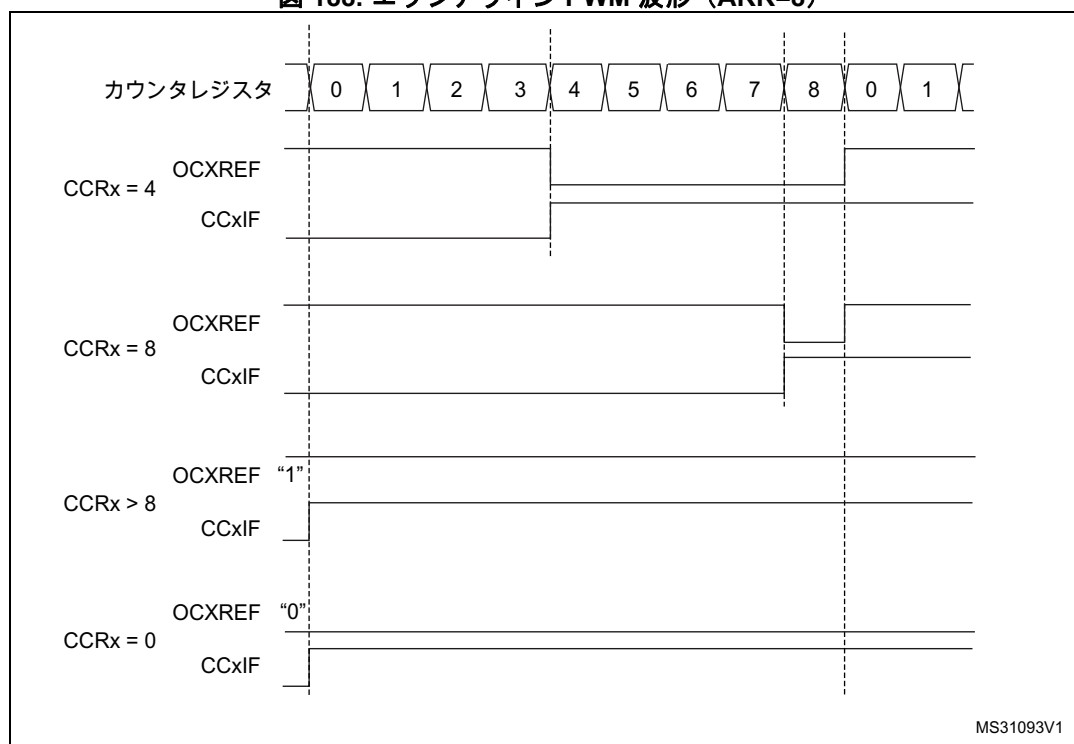 カウンタレジスタ 0 1 2 3 4 5 6 7 8 0 1
OCXREF
CCRx = 4
CCxIF
OCXREF
CCRx = 8
CCxIF
OCXREF “1”
CCRx > 8
CCxIF
OCXREF “0”
CCRx = 0
CCxIF
MS31093V1